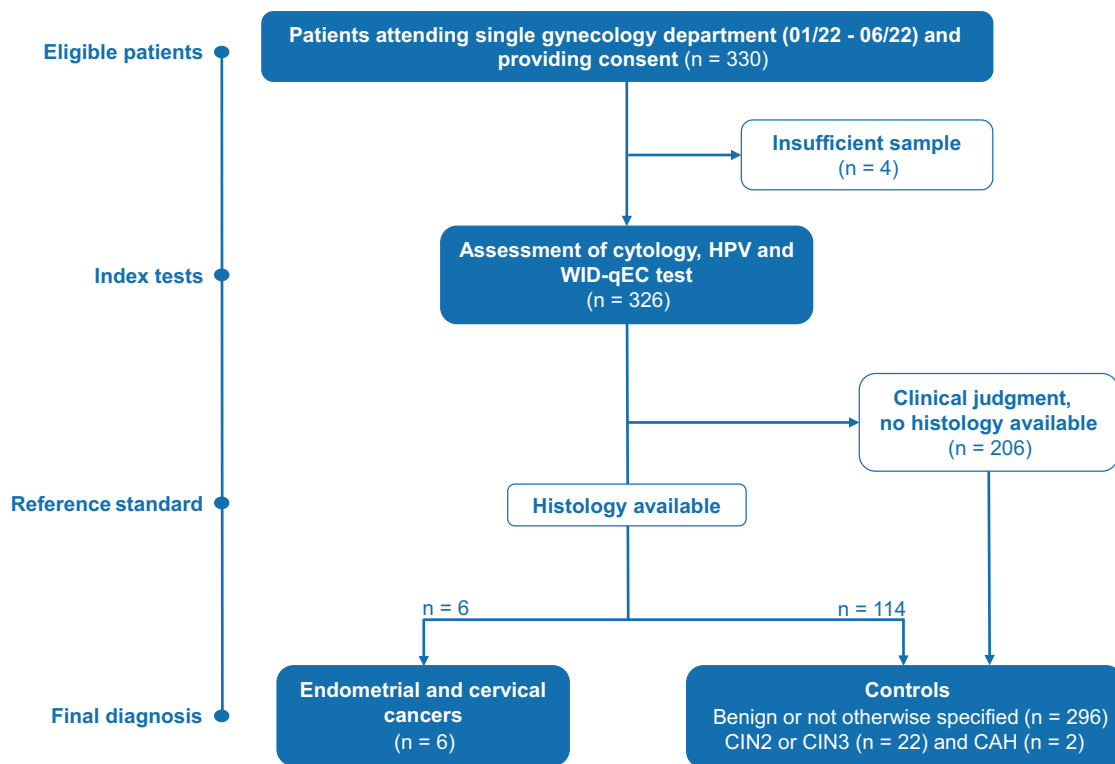 Eligible patients
Patients attending single gynecology department (01/22 - 06/22) and
providing consent (n = 330)
Insufficient sample
(n = 4)
Index tests
Assessment of cytology, HPV and
WID-qEC test
(n = 326)
Clinical judgment,
no histology available
(n = 206)
Reference standard
Histology available
n = 6
n = 114
Final diagnosis
Endometrial and cervical
cancers
(n = 6)
Controls
Benign or not otherwise specified (n = 296)
CIN2 or CIN3 (n = 22) and CAH (n = 2)